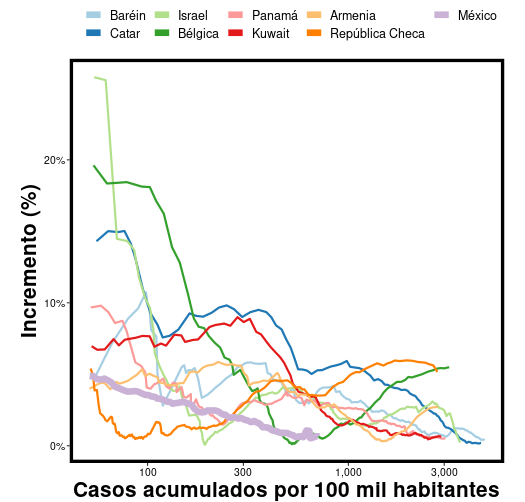 Baréin Israel Panamá Armenia México
Catar Bélgica Kuwait República Checa
Incremento (%)
20%
10%
0%
100 300 1,000 3,000
Casos acumulados por 100 mil habitantes